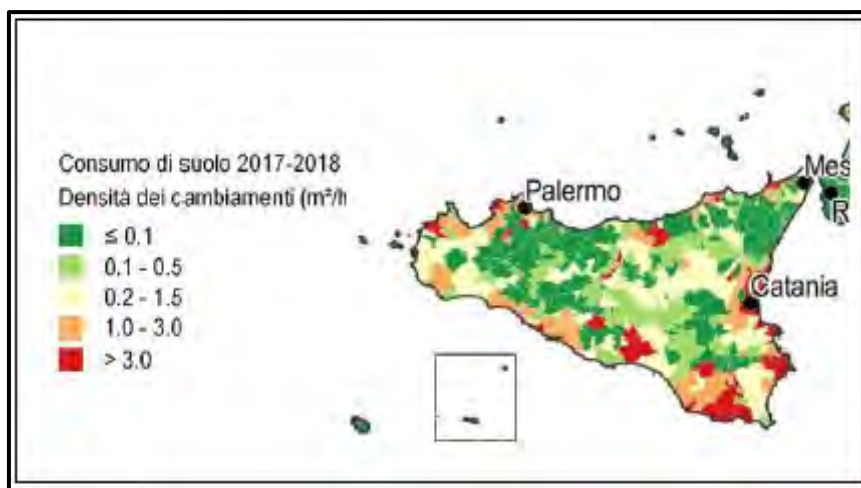 Consumo di suolo 2017-2018
Densità dei cambiamenti (m²/h
≤ 0.1
0.1 - 0.5
0.2 - 1.5
1.0 - 3.0
> 3.0
Palermo
Mes
R
Catania